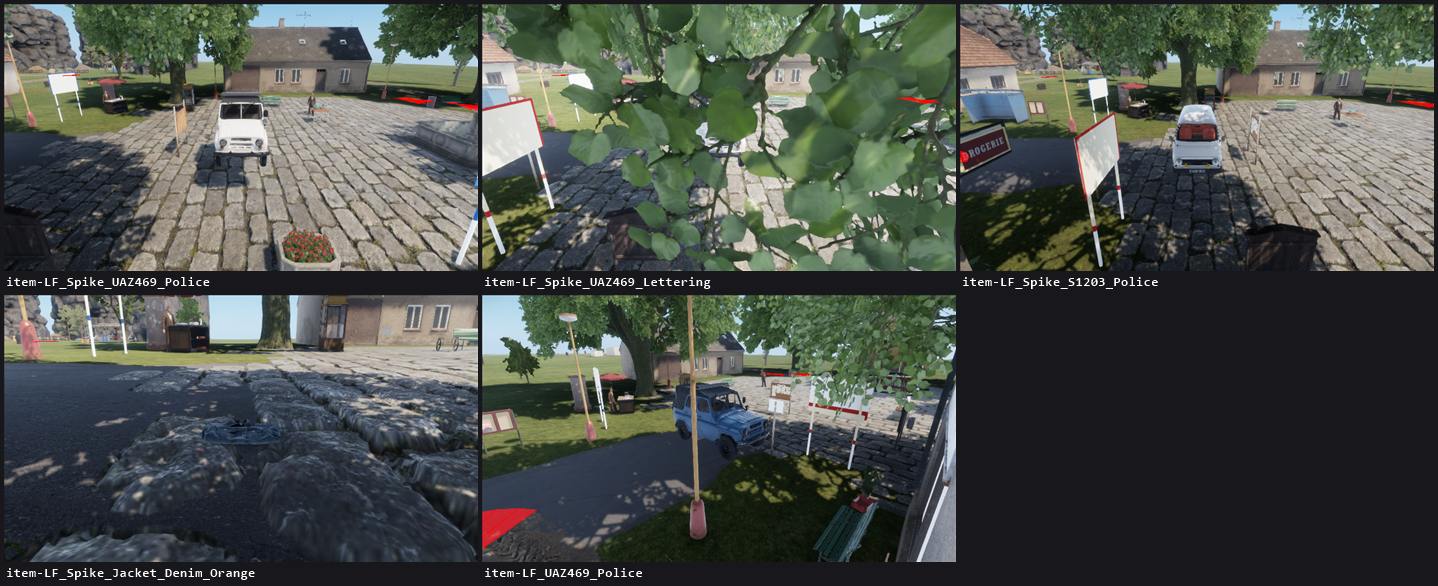 item-LF_Spike_UAZ469_Police
item-LF_Spike_UAZ469_Lettering
item-LF_Spike_S1203_Police
ROGERIE
item-LF_Spike_Jacket_Denim_Orange
item-LF_UAZ469_Police